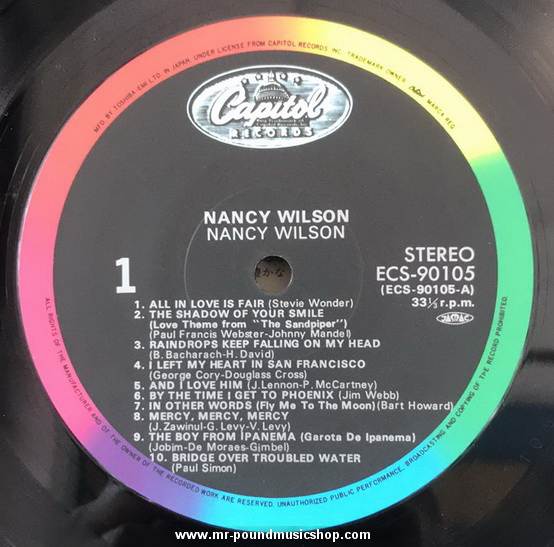 MFD. BY TOSHIBA-EMI LTD. IN JAPAN, UNDER LICENSE FROM CAPITOL RECORDS INC. TRADEMARK OWNER MARCA REG.
Capitol
RECORDS
NANCY WILSON
NANCY WILSON
1
STEREO
ECS-90105
(ECS-90105-A)
33⅓ r.p.m.
JASRAC
1. ALL IN LOVE IS FAIR (Stevie Wonder)
2. THE SHADOW OF YOUR SMILE
(Love Theme from "The Sandpiper")
(Paul Francis Webster-Johnny Mandel)
3. RAINDROPS KEEP FALLING ON MY HEAD
(B. Bacharach-H. David)
4. I LEFT MY HEART IN SAN FRANCISCO
(George Cory-Douglass Cross)
5. AND I LOVE HIM (J. Lennon-P. McCartney)
6. BY THE TIME I GET TO PHOENIX (Jim Webb)
7. IN OTHER WORDS (Fly Me To The Moon) (Bart Howard)
8. MERCY, MERCY, MERCY
(J. Zawinul-G. Levy-V. Levy)
9. THE BOY FROM IPANEMA (Garota De Ipanema)
(Jobim-De Moraes-Gimbel)
10. BRIDGE OVER TROUBLED WATER
(Paul Simon)
ALL RIGHTS OF THE MANUFACTURER AND OF THE OWNER OF THE RECORDED WORK ARE RESERVED. UNAUTHORIZED PUBLIC PERFORMANCE, BROADCASTING AND COPYING OF THE RECORD PROHIBITED.
www.mr-poundmusicshop.com